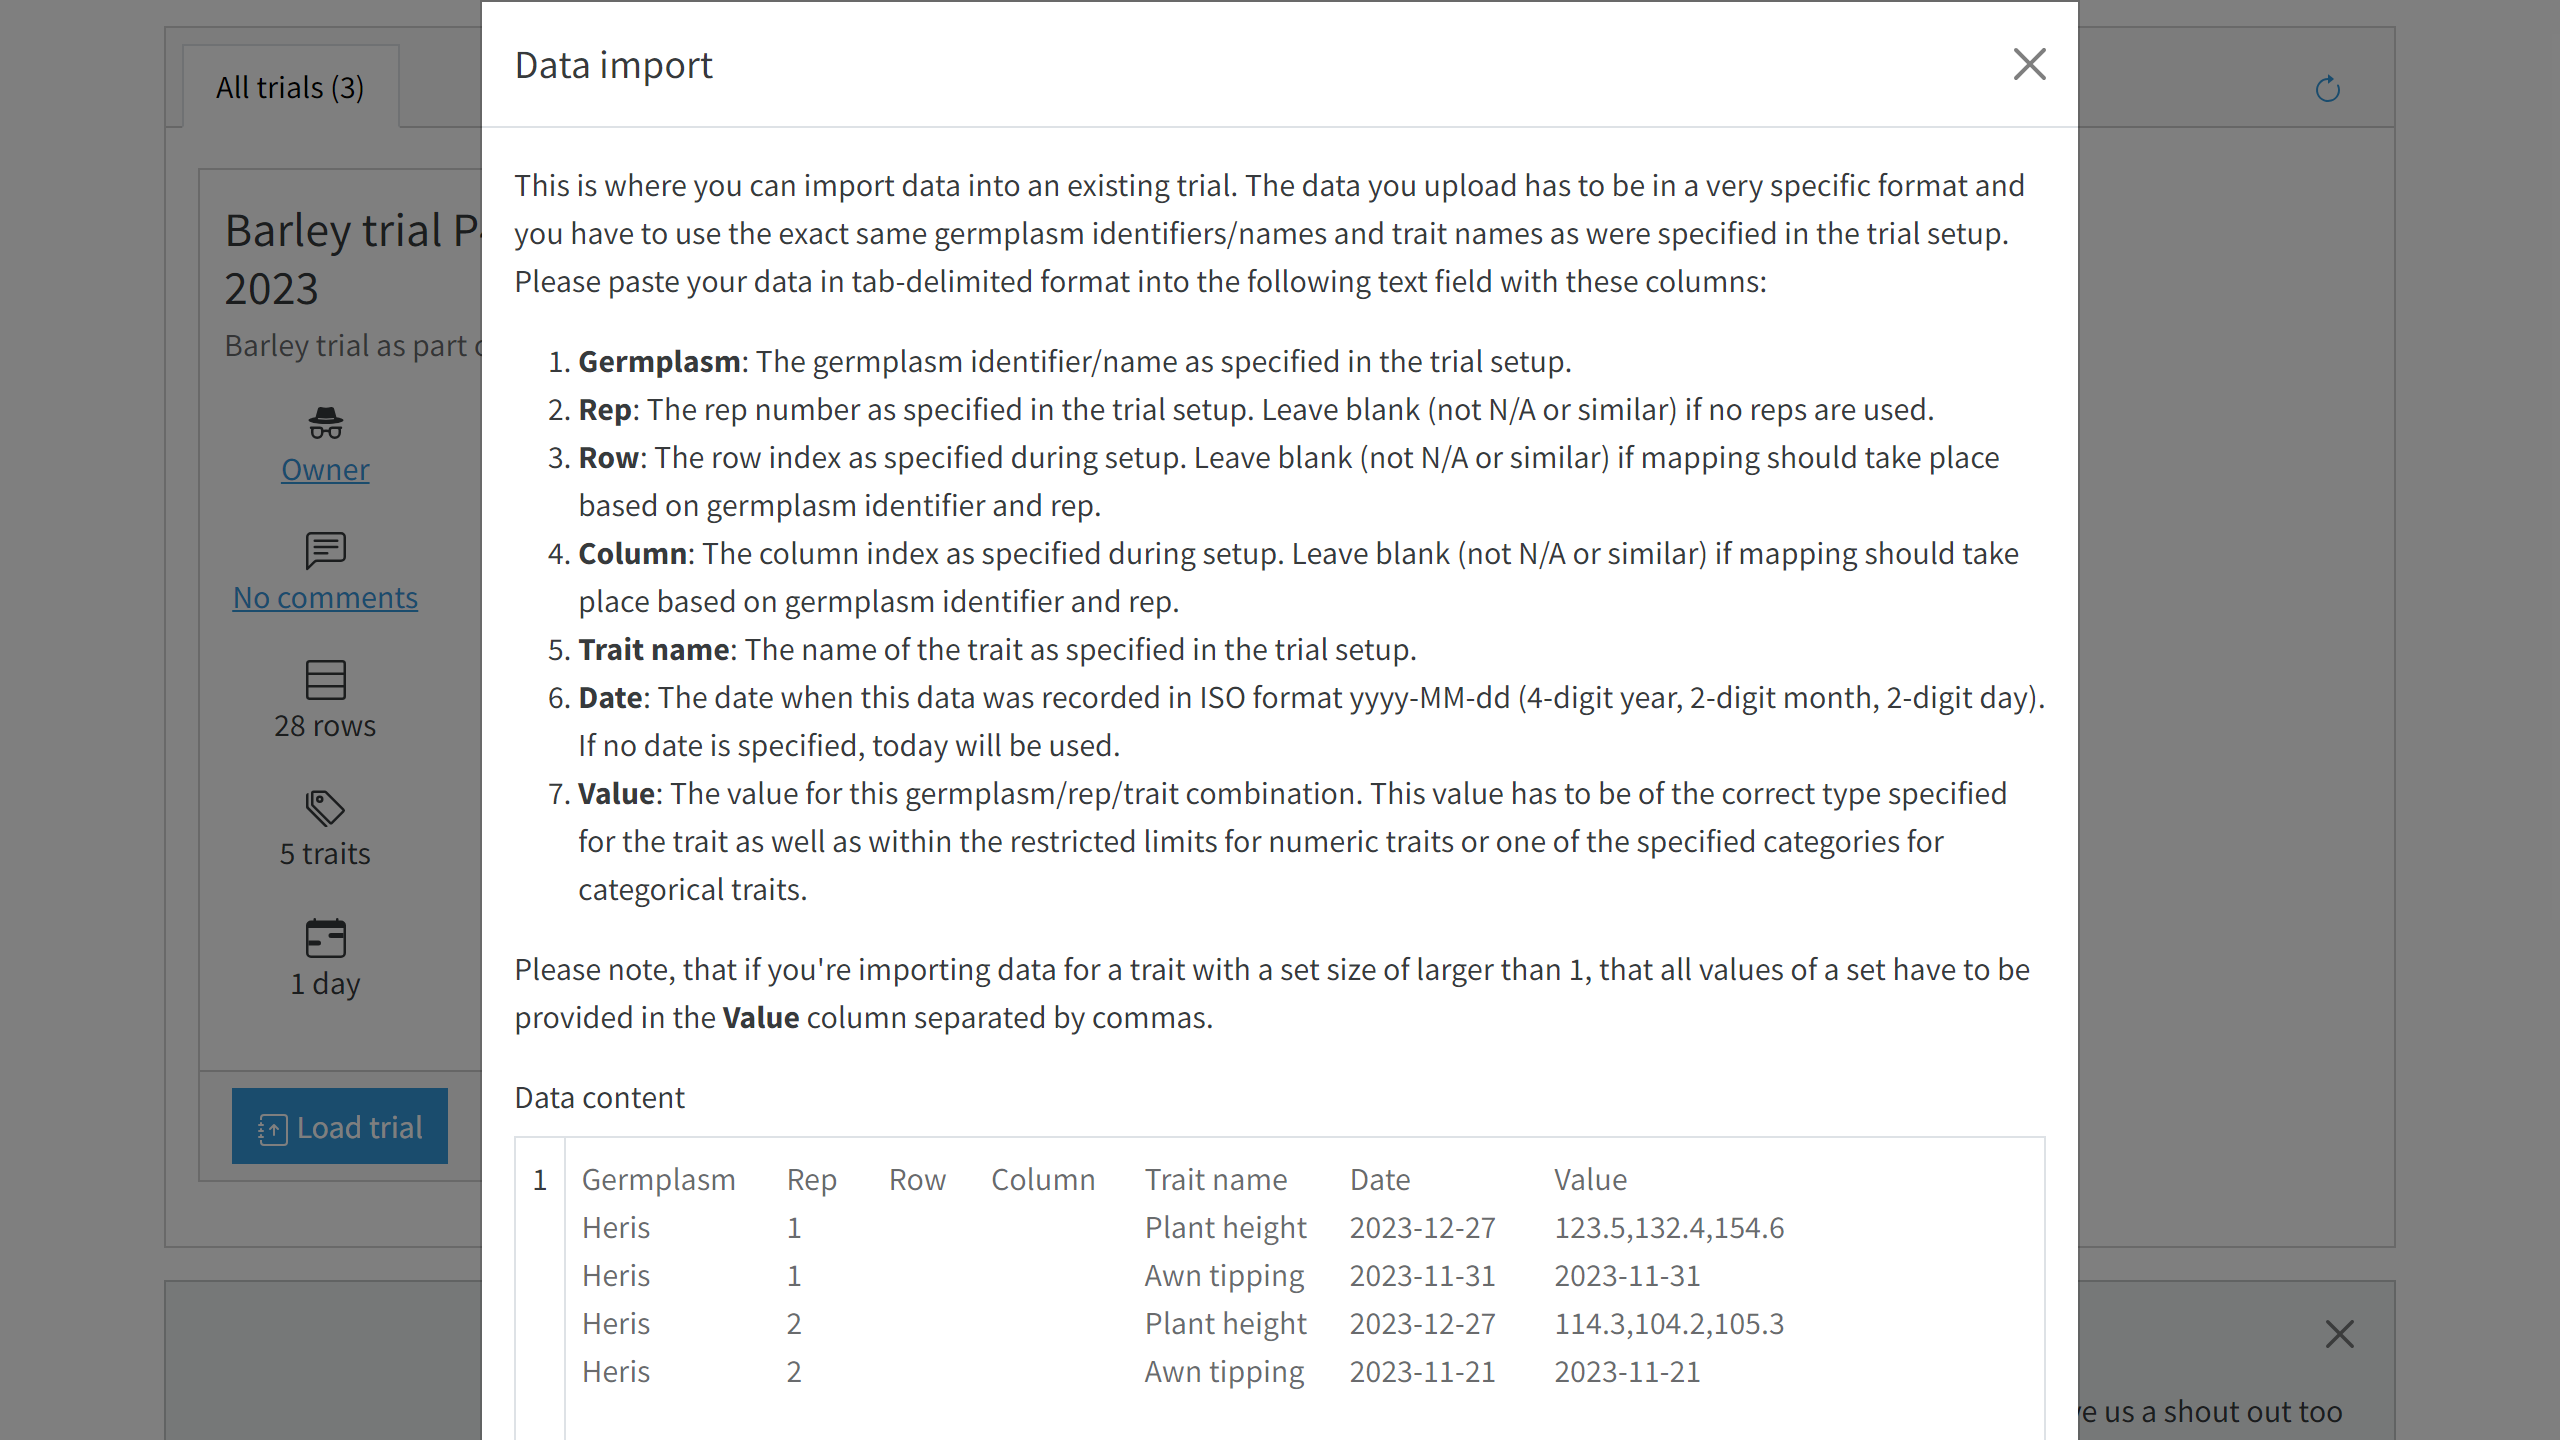 All trials (3)
Barley trial P
2023
Barley trial as part
Owner
No comments
28 rows
5 traits
1 day
Load trial
Data import
This is where you can import data into an existing trial. The data you upload has to be in a very specific format and
you have to use the exact same germplasm identifiers/names and trait names as were specified in the trial setup.
Please paste your data in tab-delimited format into the following text field with these columns:
1. Germplasm: The germplasm identifier/name as specified in the trial setup.
2. Rep: The rep number as specified in the trial setup. Leave blank (not N/A or similar) if no reps are used.
3. Row: The row index as specified during setup. Leave blank (not N/A or similar) if mapping should take place
based on germplasm identifier and rep.
4. Column: The column index as specified during setup. Leave blank (not N/A or similar) if mapping should take
place based on germplasm identifier and rep.
5. Trait name: The name of the trait as specified in the trial setup.
6. Date: The date when this data was recorded in ISO format yyyy-MM-dd (4-digit year, 2-digit month, 2-digit day).
If no date is specified, today will be used.
7. Value: The value for this germplasm/rep/trait combination. This value has to be of the correct type specified
for the trait as well as within the restricted limits for numeric traits or one of the specified categories for
categorical traits.
Please note, that if you're importing data for a trait with a set size of larger than 1, that all values of a set have to be
provided in the Value column separated by commas.
Data content
1 Germplasm Rep Row Column Trait name Date Value
Heris 1 Plant height 2023-12-27 123.5,132.4,154.6
Heris 1 Awn tipping 2023-11-31 2023-11-31
Heris 2 Plant height 2023-12-27 114.3,104.2,105.3
Heris 2 Awn tipping 2023-11-21 2023-11-21
us a shout out too